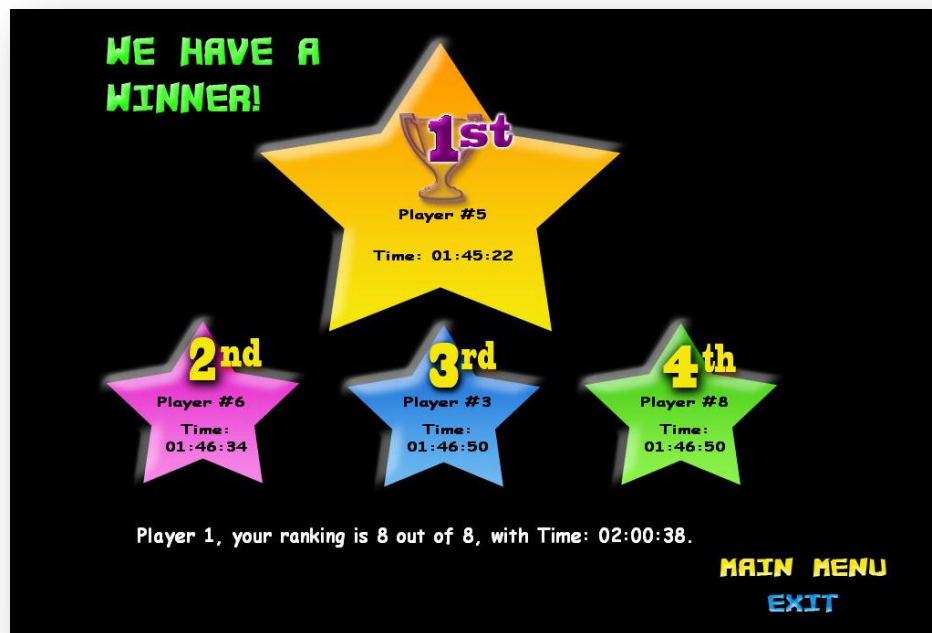 WE HAVE A
WINNER!
1st
Player #5
Time: 01:45:22
2nd
Player #6
Time:
01:46:34
3rd
Player #3
Time:
01:46:50
4th
Player #8
Time:
01:46:50
Player 1, your ranking is 8 out of 8, with Time: 02:00:38.
MAIN MENU
EXIT